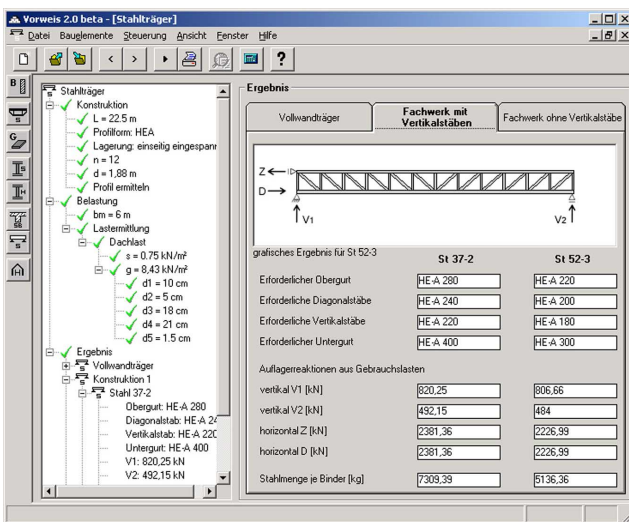 Vorweis 2.0 beta - [Stahlträger]
Datei Bauelemente Steuerung Ansicht Fenster Hilfe
Stahlträger
Konstruktion
L = 22.5 m
Profilform: HEA
Lagerung: einseitig eingespann
n = 12
d = 1,88 m
Profil ermitteln
Belastung
bm = 6 m
Lastermittlung
Dachlast
s = 0.75 kN/m²
g = 8,43 kN/m²
d1 = 10 cm
d2 = 5 cm
d3 = 18 cm
d4 = 21 cm
d5 = 1.5 cm
Ergebnis
Vollwandträger
Konstruktion 1
Stahl 37-2
Obergurt: HE-A 280
Diagonalstab: HE-A 24
Vertikalstab: HE-A 220
Untergurt: HE-A 400
V1: 820,25 kN
V2: 492,15 kN
Ergebnis
Vollwandträger
Fachwerk mit
Vertikalstäben
Fachwerk ohne Vertikalstäbe
Z
D
V1
V2
grafisches Ergebnis für St 52-3
St 37-2 St 52-3
Erforderlicher Obergurt HE-A 280 HE-A 220
Erforderliche Diagonalstäbe HE-A 240 HE-A 200
Erforderliche Vertikalstäbe HE-A 220 HE-A 180
Erforderlicher Untergurt HE-A 400 HE-A 300
Auflagerreaktionen aus Gebrauchslasten
vertikal V1 [kN] 820,25 806,66
vertikal V2 [kN] 492,15 484
horizontal Z [kN] 2381,36 2226,99
horizontal D [kN] 2381,36 2226,99
Stahlmenge je Binder [kg] 7309,39 5136,36